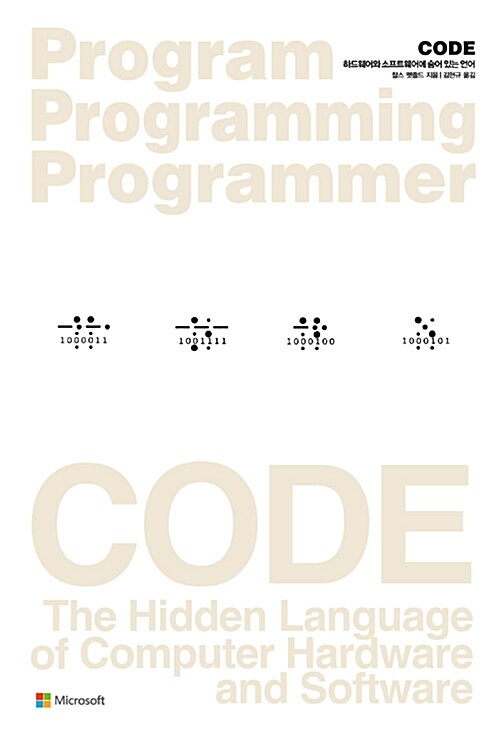 Program
Programming
Programmer
CODE
하드웨어와 소프트웨어에 숨어 있는 언어
찰스 펫졸드 지음 | 김현규 옮김
1000011
1001111
1000100
1000101
CODE
The Hidden Language
of Computer Hardware
and Software
Microsoft